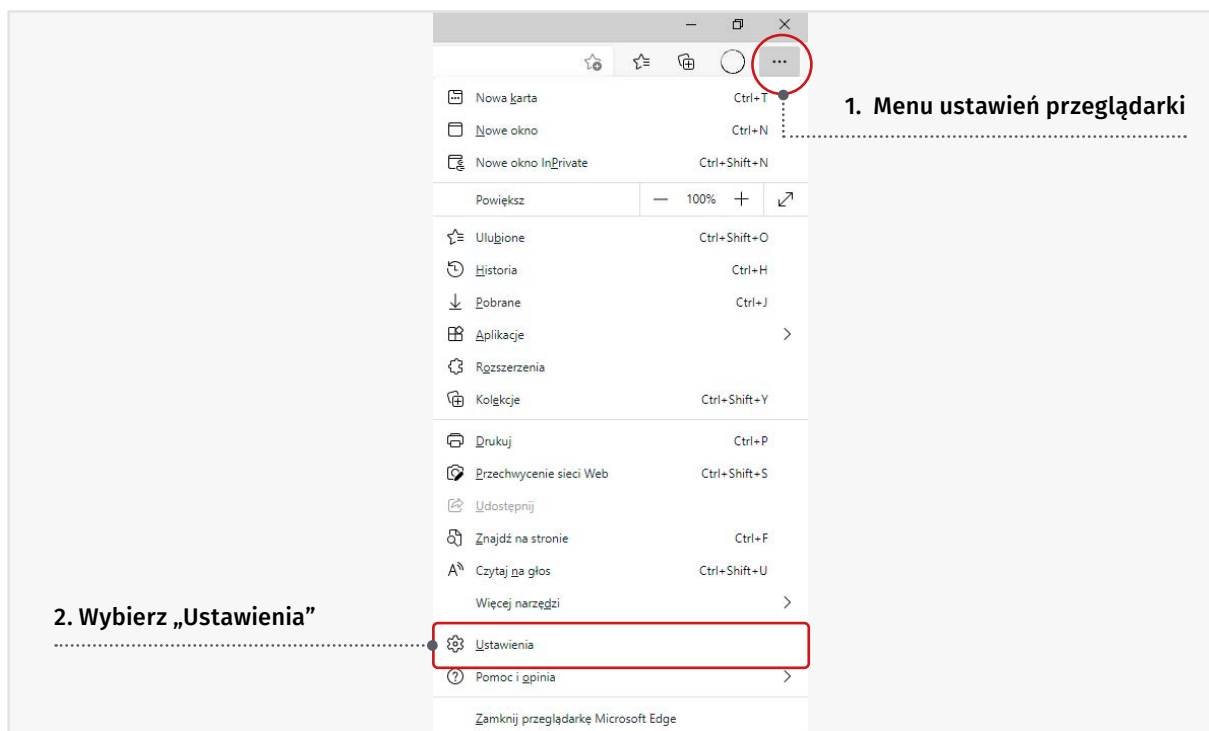 Nowa karta Ctrl+T
1. Menu ustawień przeglądarki
Nowe okno Ctrl+N
Nowe okno InPrivate Ctrl+Shift+N
Powiększ — 100% +
Ulubione Ctrl+Shift+O
Historia Ctrl+H
Pobrane Ctrl+J
Aplikacje
Rozszerzenia
Kolekcje Ctrl+Shift+Y
Drukuj Ctrl+P
Przechwycenie sieci Web Ctrl+Shift+S
Udostępnij
Znajdź na stronie Ctrl+F
Czytaj na głos Ctrl+Shift+U
Więcej narzędzi
2. Wybierz „Ustawienia”
Ustawienia
Pomoc i opinia
Zamknij przeglądarkę Microsoft Edge